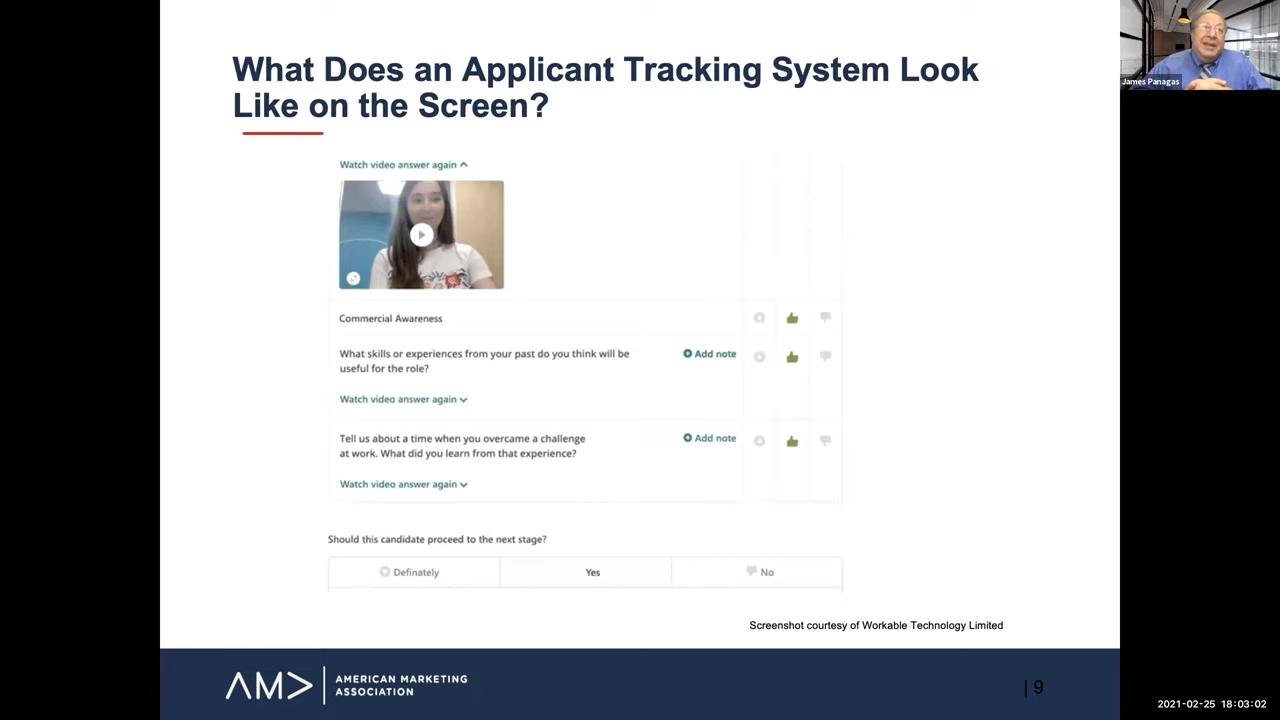 What Does an Applicant Tracking System Look
Like on the Screen?
James Panagas
Watch video answer again
Commercial Awareness
What skills or experiences from your past do you think will be
useful for the role?
Add note
Watch video answer again
Tell us about a time when you overcame a challenge
at work. What did you learn from that experience?
Add note
Watch video answer again
Should this candidate proceed to the next stage?
Definately
Yes
No
Screenshot courtesy of Workable Technology Limited
AMA
AMERICAN MARKETING
ASSOCIATION
| 9
2021-02-25 18:03:02